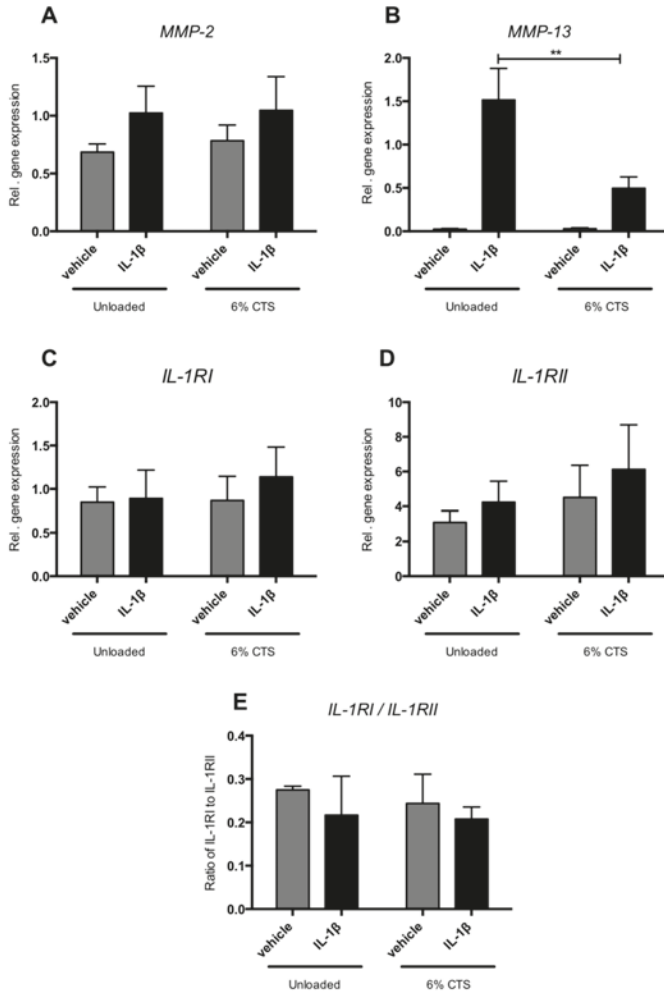 A
MMP-2
Rel. gene expression
1.5
1.0
0.5
0.0
vehicle
IL-1β
vehicle
IL-1β
Unloaded
6% CTS
B
MMP-13
Rel. gene expression
2.0
1.5
1.0
0.5
0.0
**
vehicle
IL-1β
vehicle
IL-1β
Unloaded
6% CTS
C
IL-1RI
Rel. gene expression
2.0
1.5
1.0
0.5
0.0
vehicle
IL-1β
vehicle
IL-1β
Unloaded
6% CTS
D
IL-1RII
Rel. gene expression
10
8
6
4
2
0
vehicle
IL-1β
vehicle
IL-1β
Unloaded
6% CTS
E
IL-1RI / IL-1RII
Ratio of IL-1RI to IL-1RII
0.4
0.3
0.2
0.1
0.0
vehicle
IL-1β
vehicle
IL-1β
Unloaded
6% CTS